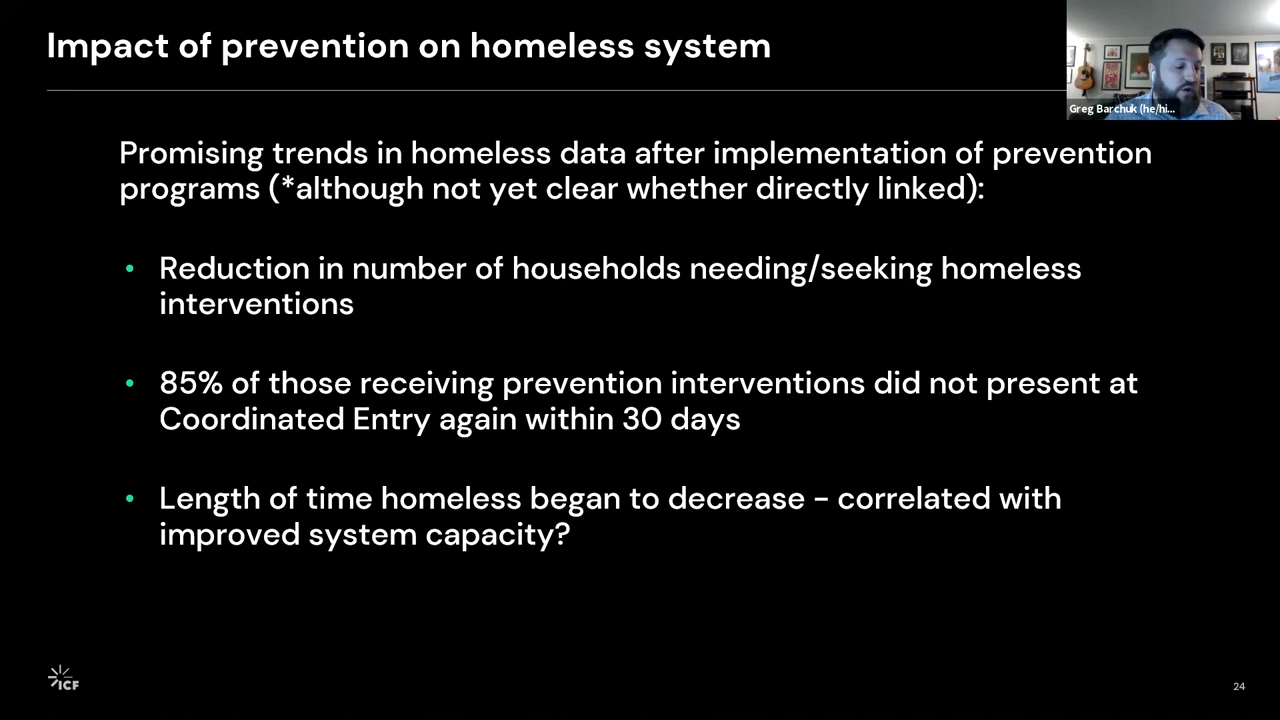 Impact of prevention on homeless system
Greg Barchuk (he/hi...
Promising trends in homeless data after implementation of prevention
programs (*although not yet clear whether directly linked):
• Reduction in number of households needing/seeking homeless
interventions
• 85% of those receiving prevention interventions did not present at
Coordinated Entry again within 30 days
• Length of time homeless began to decrease – correlated with
improved system capacity?
ICF
24